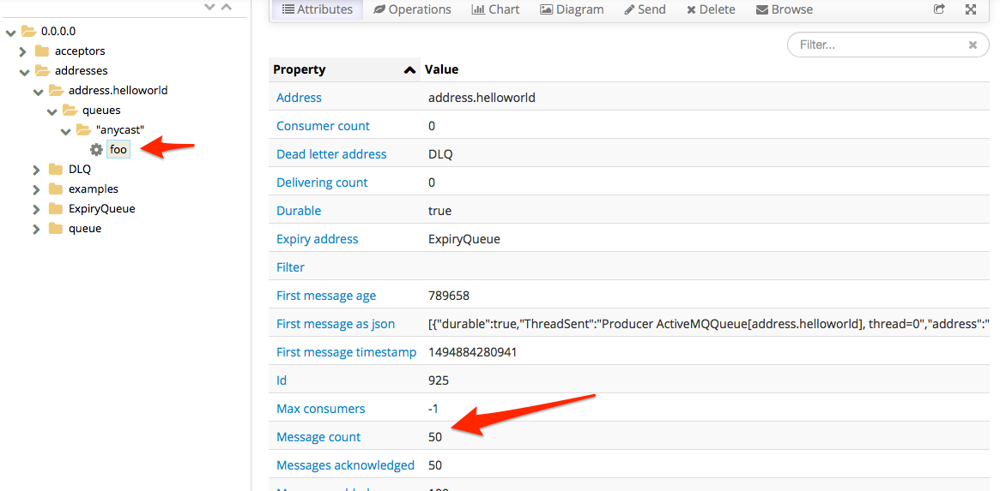 0.0.0.0
acceptors
addresses
address.helloworld
queues
"anycast"
foo
DLQ
examples
ExpiryQueue
queue
Attributes Operations Chart Diagram Send Delete Browse
Filter...
Property Value
Address address.helloworld
Consumer count 0
Dead letter address DLQ
Delivering count 0
Durable true
Expiry address ExpiryQueue
Filter
First message age 789658
First message as json [{"durable":true,"ThreadSent":"Producer ActiveMQQueue[address.helloworld], thread=0","address":"
First message timestamp 1494884280941
Id 925
Max consumers -1
Message count 50
Messages acknowledged 50